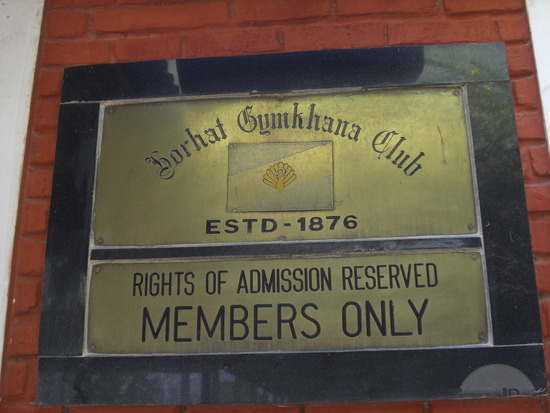 Jorhat Gymkhana Club
ESTD-1876
RIGHTS OF ADMISSION RESERVED
MEMBERS ONLY